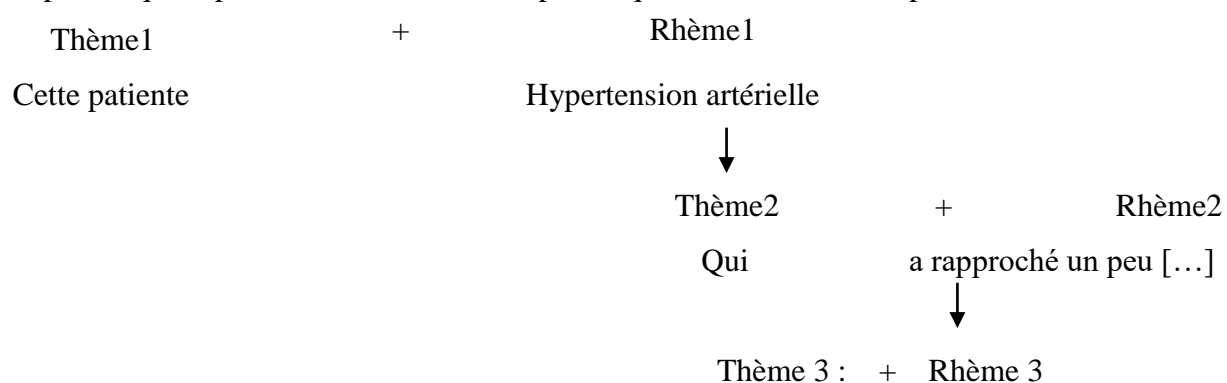 Thème1 + Rhème1
Cette patiente Hypertension artérielle
Thème2 + Rhème2
Qui a rapproché un peu […]
Thème 3 : + Rhème 3